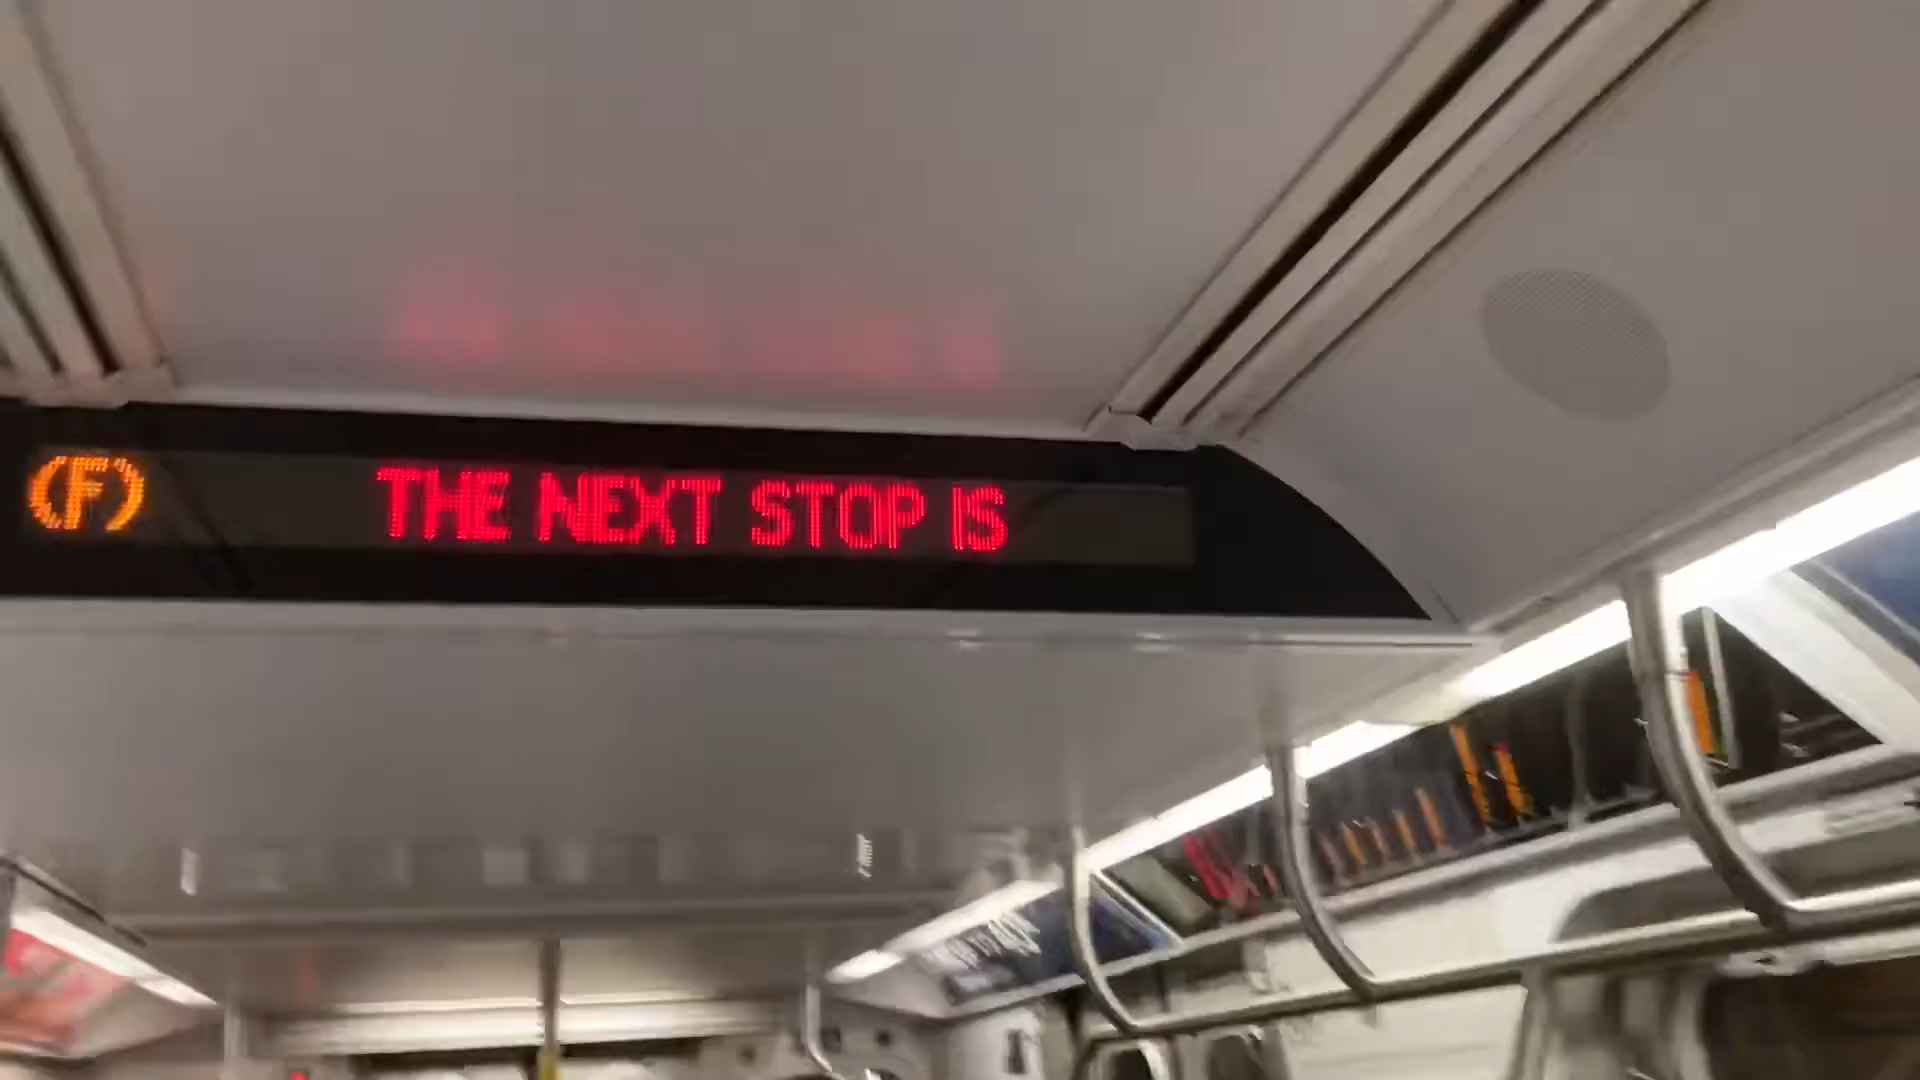 (F) THE NEXT STOP IS